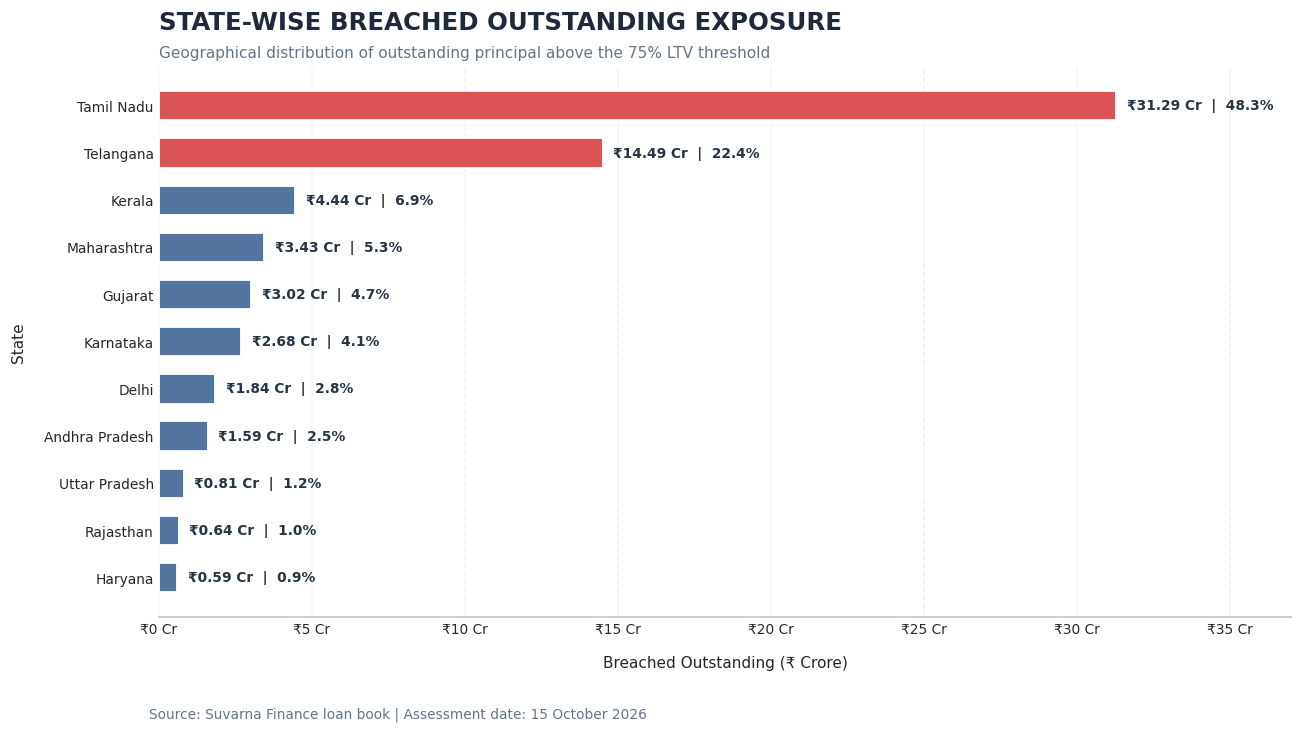 STATE-WISE BREACHED OUTSTANDING EXPOSURE
Geographical distribution of outstanding principal above the 75% LTV threshold
Tamil Nadu ₹31.29 Cr | 48.3%
Telangana ₹14.49 Cr | 22.4%
Kerala ₹4.44 Cr | 6.9%
Maharashtra ₹3.43 Cr | 5.3%
Gujarat ₹3.02 Cr | 4.7%
Karnataka ₹2.68 Cr | 4.1%
Delhi ₹1.84 Cr | 2.8%
Andhra Pradesh ₹1.59 Cr | 2.5%
Uttar Pradesh ₹0.81 Cr | 1.2%
Rajasthan ₹0.64 Cr | 1.0%
Haryana ₹0.59 Cr | 0.9%
State
₹0 Cr ₹5 Cr ₹10 Cr ₹15 Cr ₹20 Cr ₹25 Cr ₹30 Cr ₹35 Cr
Breached Outstanding (₹ Crore)
Source: Suvarna Finance loan book | Assessment date: 15 October 2026